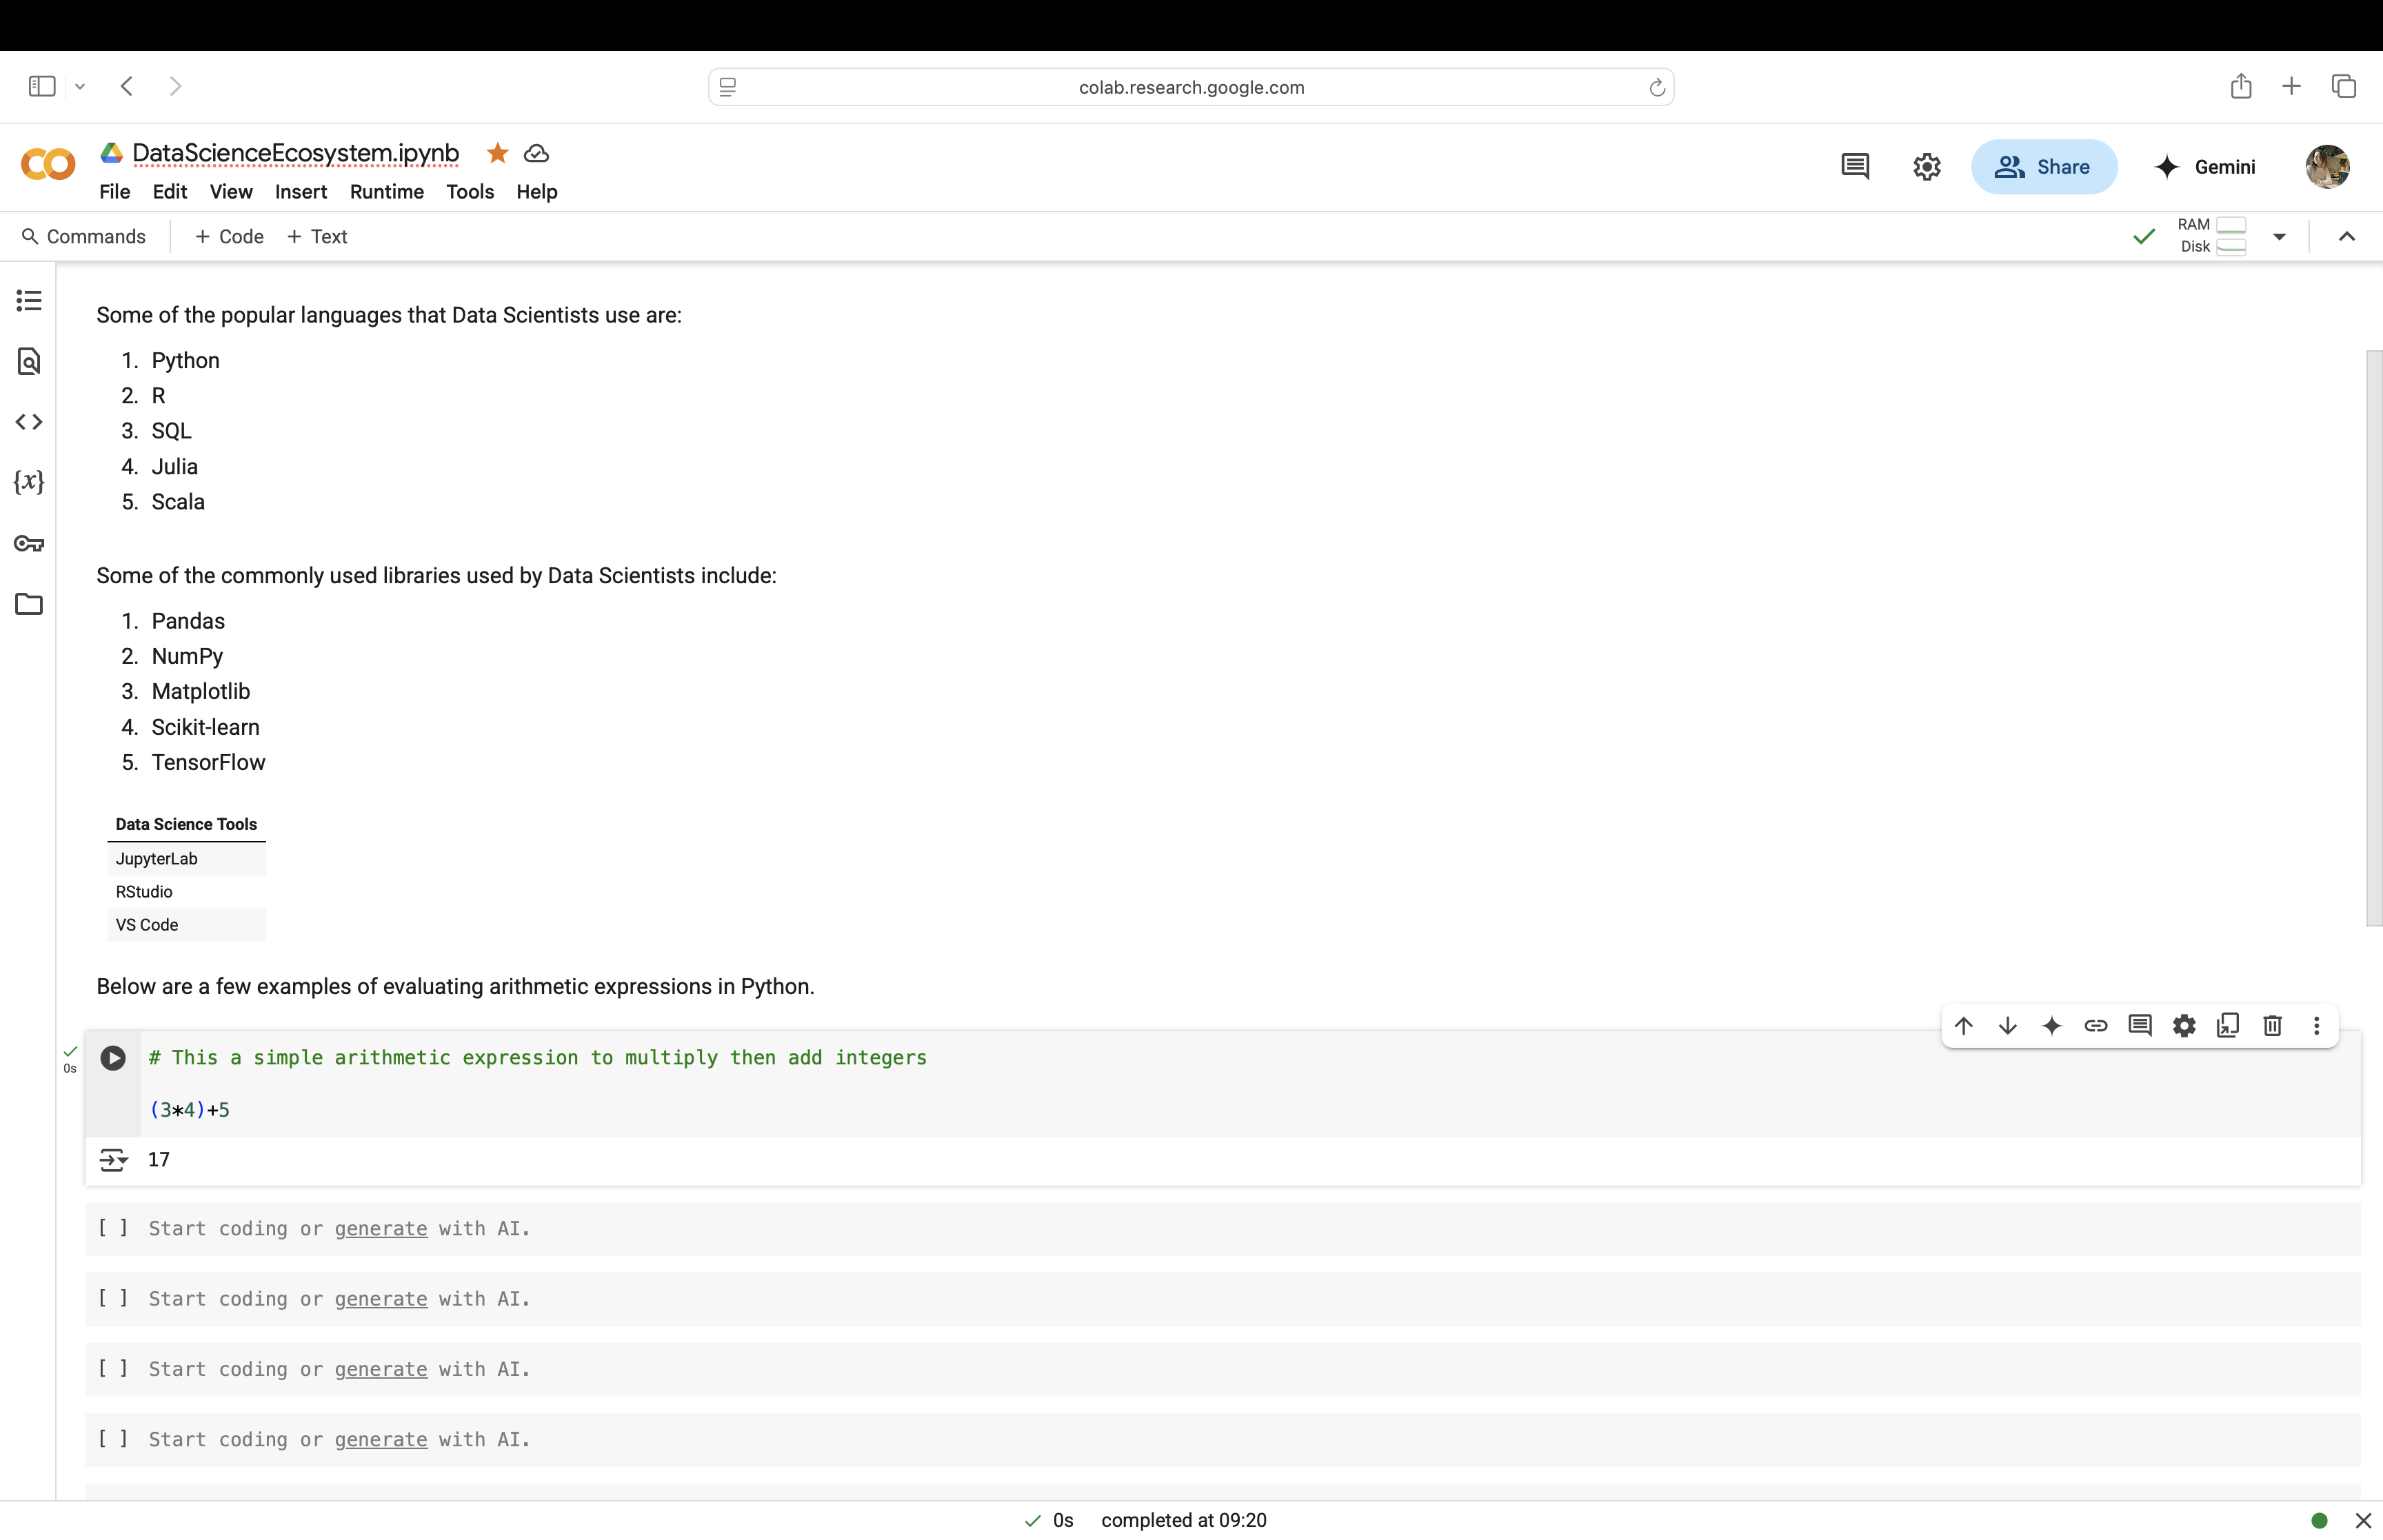 colab.research.google.com
DataScienceEcosystem.ipynb
File Edit View Insert Runtime Tools Help
Share
Gemini
Commands + Code + Text
RAM
Disk
{x}
Some of the popular languages that Data Scientists use are:
1. Python
2. R
3. SQL
4. Julia
5. Scala
Some of the commonly used libraries used by Data Scientists include:
1. Pandas
2. NumPy
3. Matplotlib
4. Scikit-learn
5. TensorFlow
Data Science Tools
JupyterLab
RStudio
VS Code
Below are a few examples of evaluating arithmetic expressions in Python.
0s
# This a simple arithmetic expression to multiply then add integers
(3*4)+5
17
[ ] Start coding or generate with AI.
[ ] Start coding or generate with AI.
[ ] Start coding or generate with AI.
[ ] Start coding or generate with AI.
0s completed at 09:20